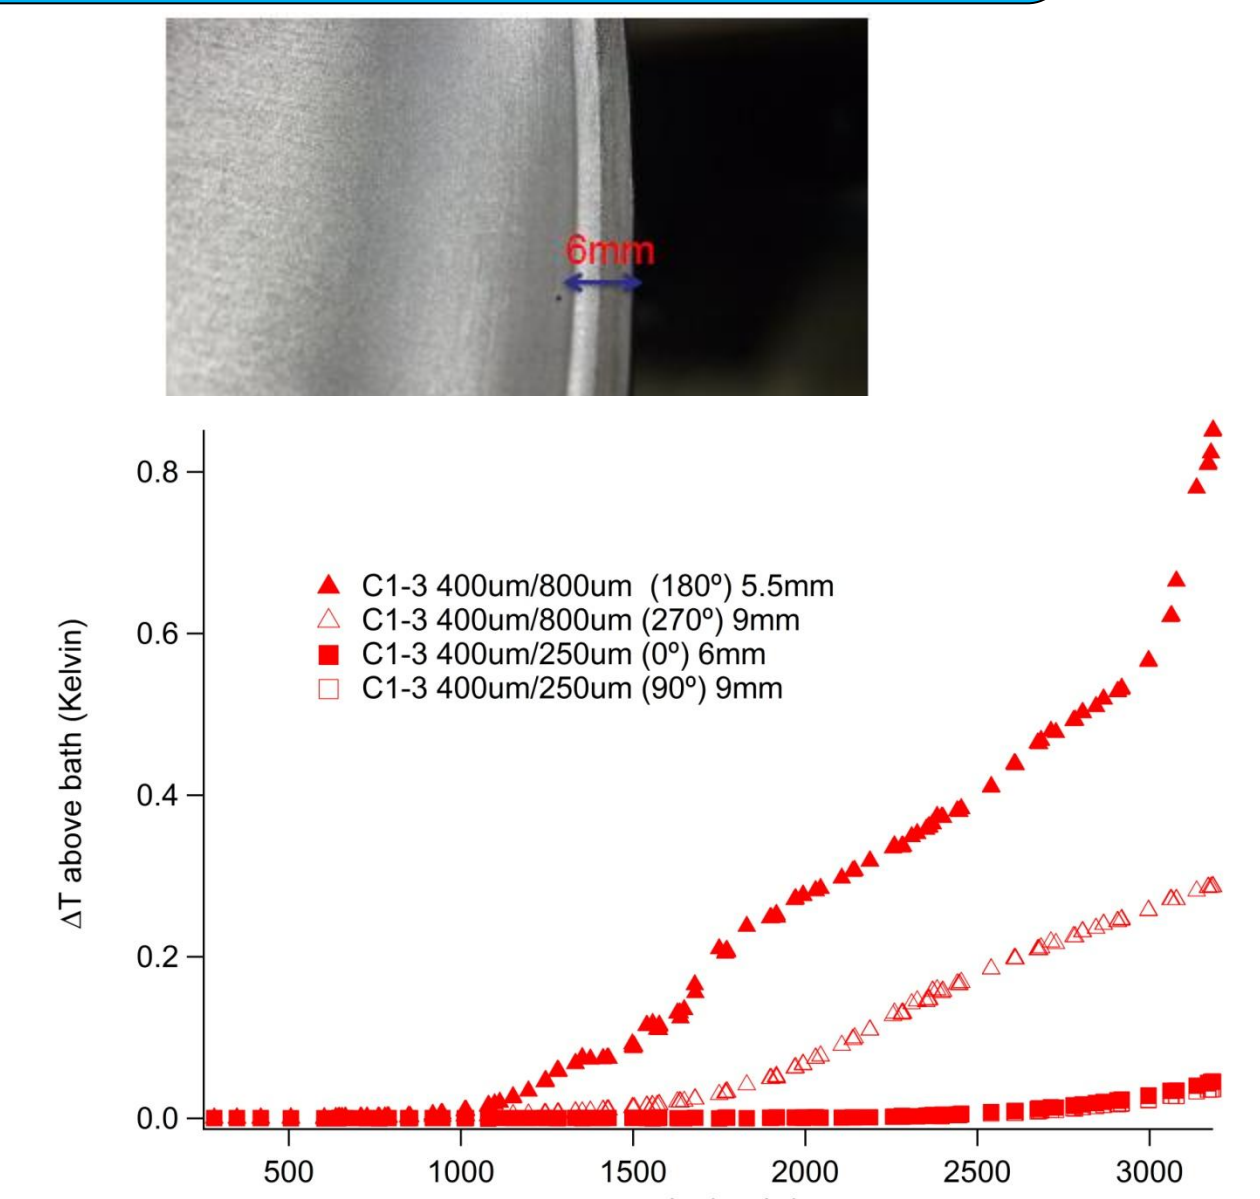 6mm
0.8
C1-3 400um/800um (180º) 5.5mm
C1-3 400um/800um (270º) 9mm
0.6
C1-3 400um/250um (0º) 6mm
C1-3 400um/250um (90º) 9mm
ΔT above bath (Kelvin)
0.4
0.2
0.0
500 1000 1500 2000 2500 3000